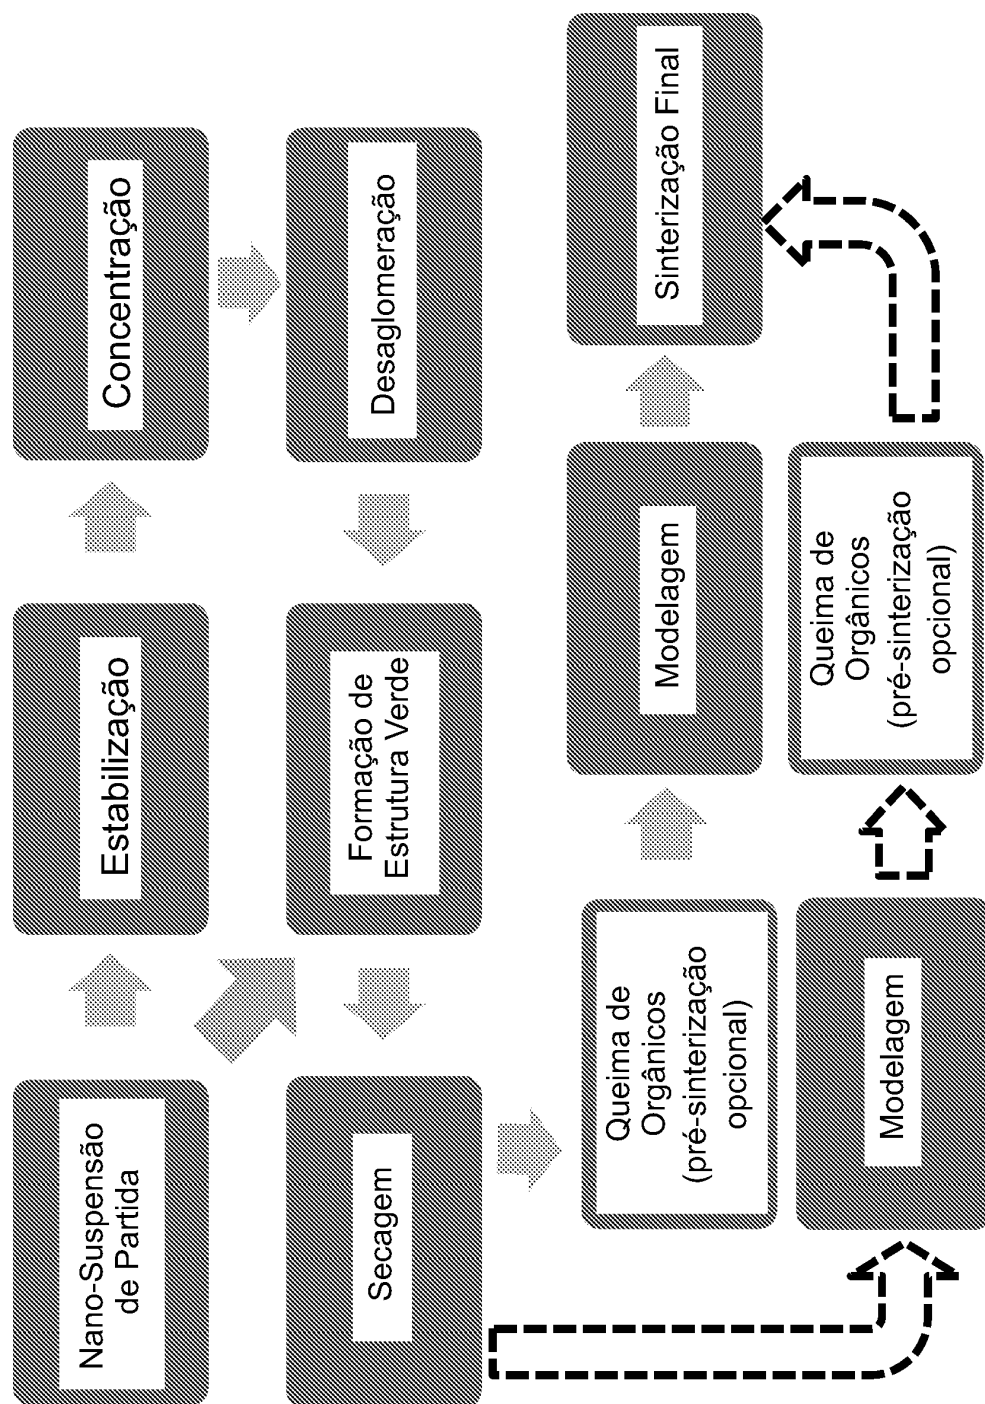 Nano-Suspensão
de Partida
Estabilização
Concentração
Desaglomeração
Formação de
Estrutura Verde
Secagem
Queima de
Orgânicos
(pré-sinterização
opcional)
Modelagem
Sinterização Final
Modelagem
Queima de
Orgânicos
(pré-sinterização
opcional)